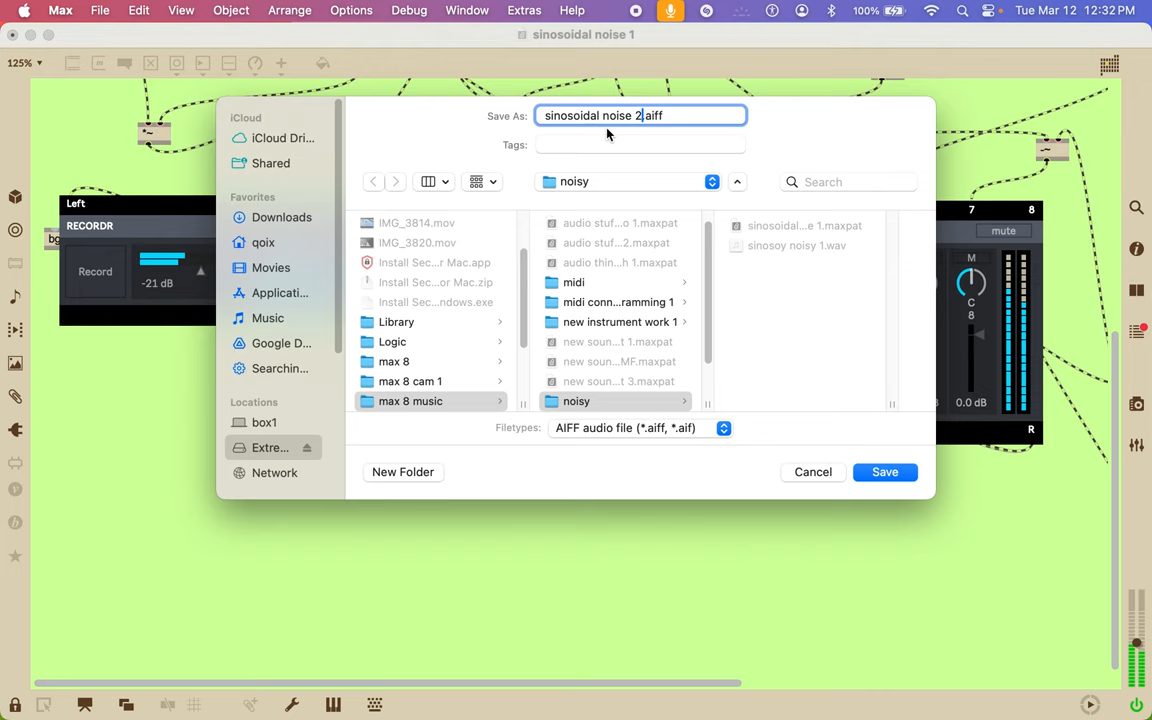 Max File Edit View Object Arrange Options Debug Window Extras Help 100% Tue Mar 12 12:32 PM
sinosoidal noise 1
125%
iCloud
iCloud Dri...
Shared
Favorites
Downloads
qoix
Movies
Applicati...
Music
Google D...
Searchin...
Locations
box1
Extre...
Network
Save As: sinosoidal noise 2.aiff
Tags:
noisy
Search
IMG_3814.mov
IMG_3820.mov
Install Sec...r Mac.app
Install Sec...or Mac.zip
Install Sec...ndows.exe
Library
Logic
max 8
max 8 cam 1
max 8 music
audio stuf...o 1.maxpat
audio stuf...2.maxpat
audio thin...h 1.maxpat
midi
midi conn...ramming 1
new instrument work 1
new soun...t 1.maxpat
new soun...MF.maxpat
new soun...t 3.maxpat
noisy
sinosoidal...e 1.maxpat
sinosoy noisy 1.wav
Filetypes: AIFF audio file (*.aiff, *.aif)
New Folder
Cancel
Save
*~
-~
Left
RECORDR
bg
Record
-21 dB
7 8
mute
M
C
8
0.0 dB
R